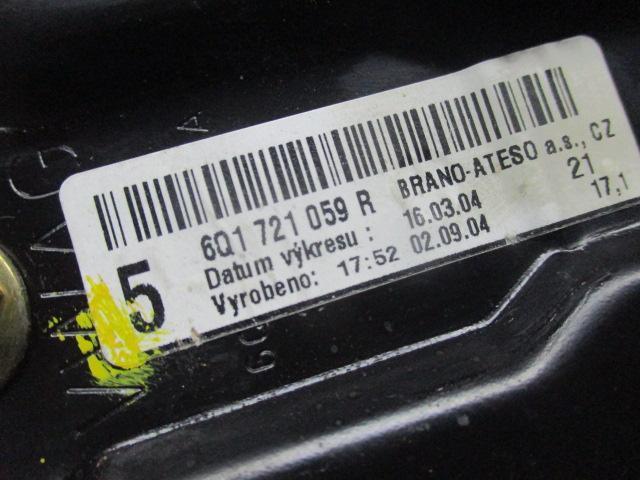 6Q1 721 059 R BRANO-ATESO a.s., CZ
5
Datum výkresu : 16.03.04 21
Vyrobeno: 17:52 02.09.04 17,1